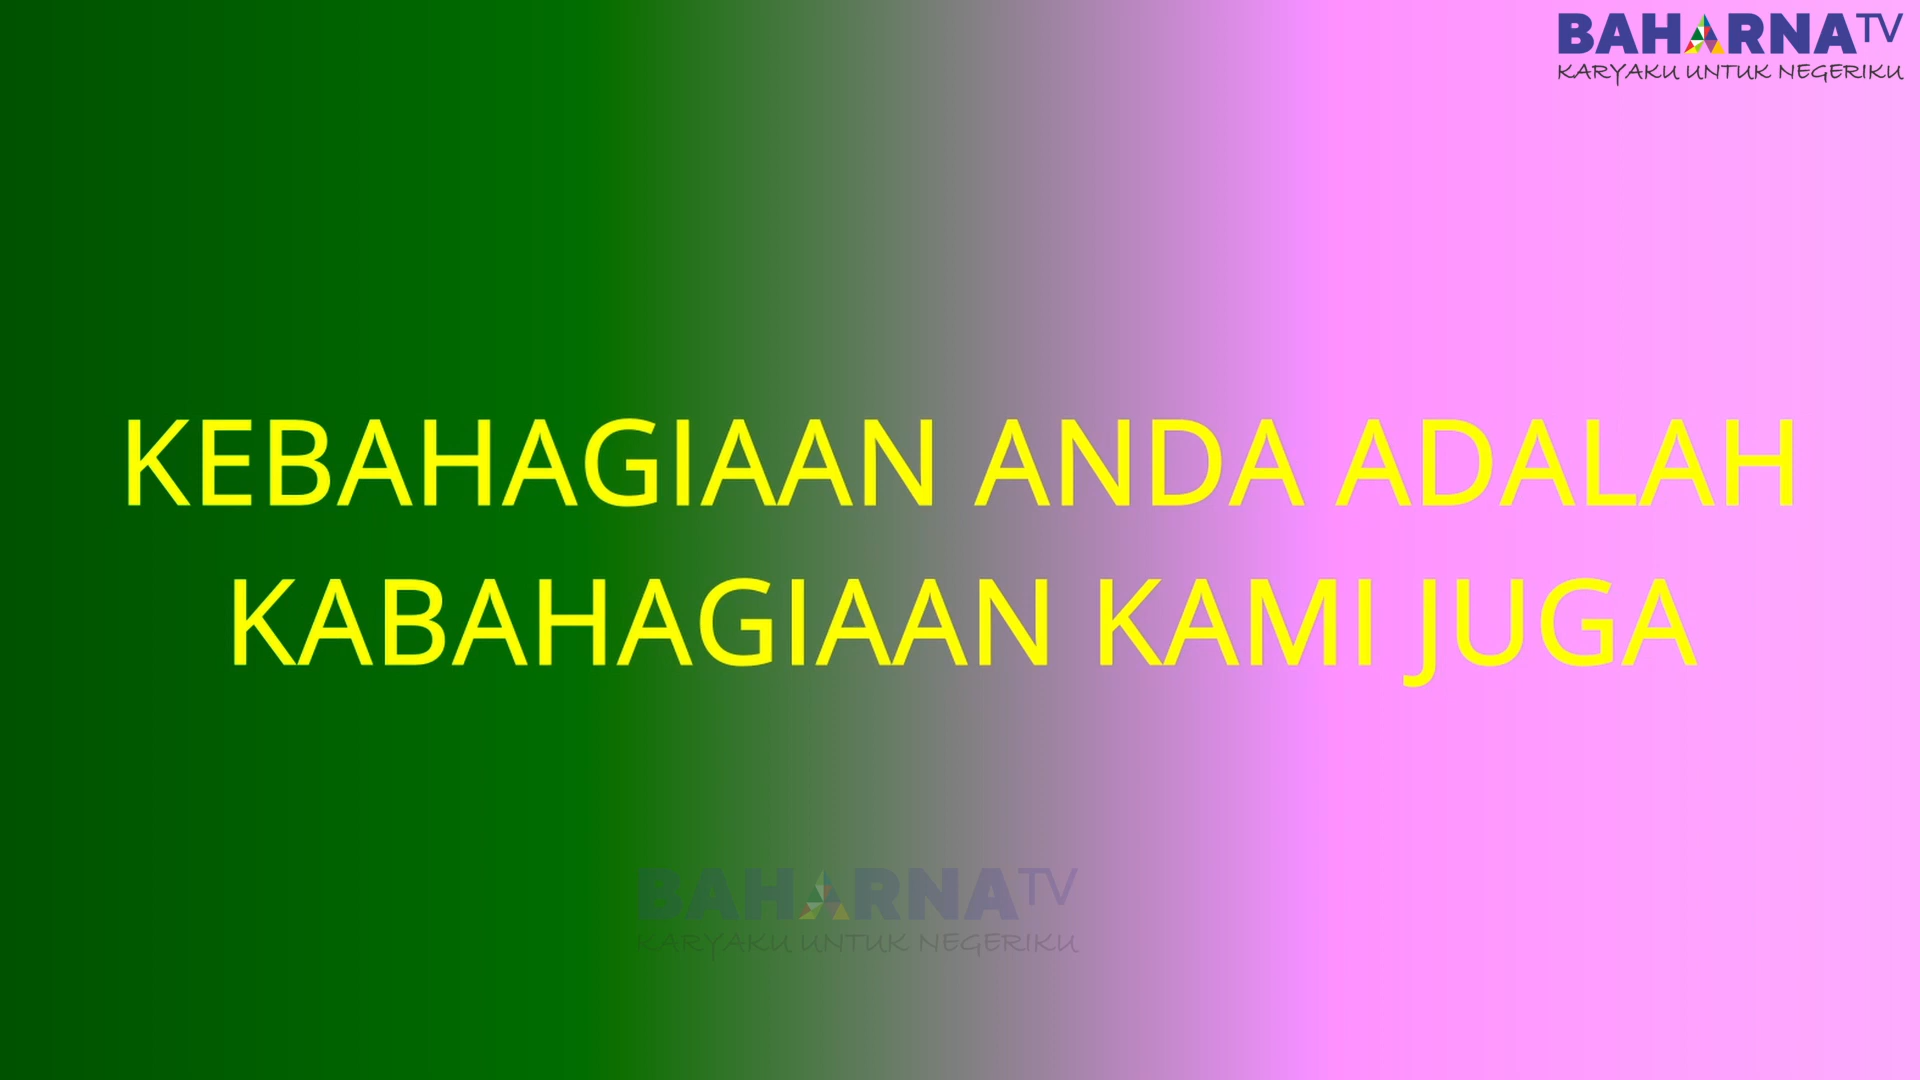 BAHARNATV
KARYAKU UNTUK NEGERIKU
KEBAHAGIAAN ANDA ADALAH
KABAHAGIAAN KAMI JUGA
BAHARNATV
KARYAKU UNTUK NEGERIKU